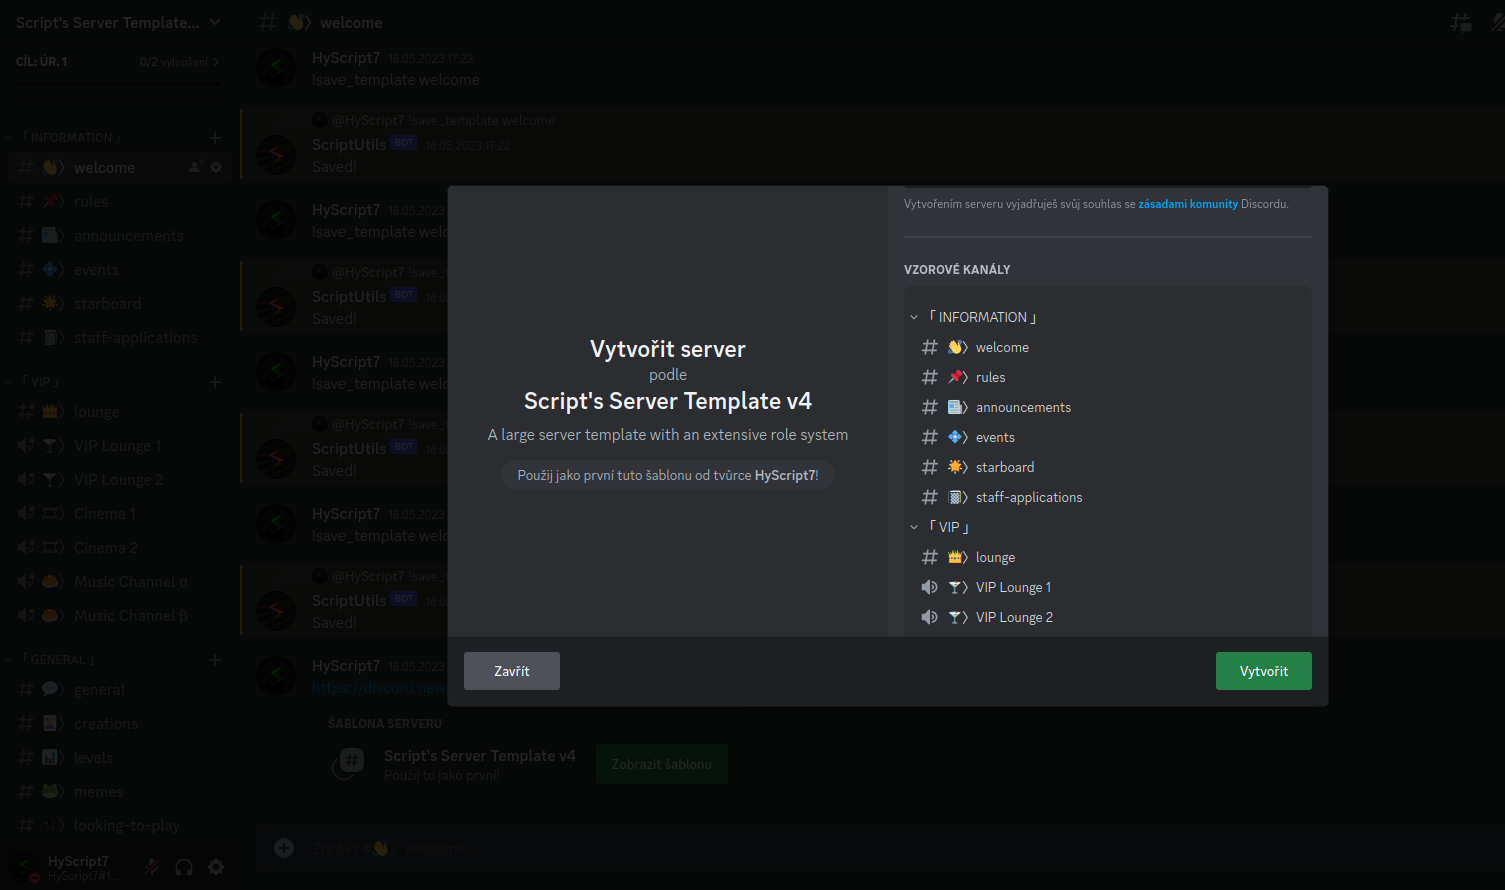 Script's Server Template...
CÍL: ÚR. 1
0/2 vylepšení
「 INFORMATION 」
welcome
rules
announcements
events
starboard
staff-applications
「 VIP 」
lounge
VIP Lounge 1
VIP Lounge 2
Cinema 1
Cinema 2
Music Channel α
Music Channel β
「 GENERAL 」
general
creations
levels
memes
looking-to-play
HyScript7
HyScript7#1...
welcome
HyScript7 18.05.2023 17:22
!save_template welcome
@HyScript7 !save_template welcome
ScriptUtils BOT 18.05.2023 17:22
Saved!
HyScript7 18.05.2023
!save_template welc
@HyScript7 !save_
ScriptUtils BOT 18.0
Saved!
HyScript7 18.05.2023
!save_template welc
@HyScript7 !save_
ScriptUtils BOT 18.0
Saved!
HyScript7 18.05.2023
!save_template welc
@HyScript7 !save_
ScriptUtils BOT 18.0
Saved!
HyScript7 18.05.2023
https://discord.new
ŠABLONA SERVERU
Script's Server Template v4
Použij to jako první!
Zobrazit šablonu
Zpráva # welcome
Vytvořit server
podle
Script's Server Template v4
A large server template with an extensive role system
Použij jako první tuto šablonu od tvůrce HyScript7!
Vytvořením serveru vyjadřuješ svůj souhlas se zásadami komunity Discordu.
VZOROVÉ KANÁLY
「 INFORMATION 」
welcome
rules
announcements
events
starboard
staff-applications
「 VIP 」
lounge
VIP Lounge 1
VIP Lounge 2
Zavřít
Vytvořit